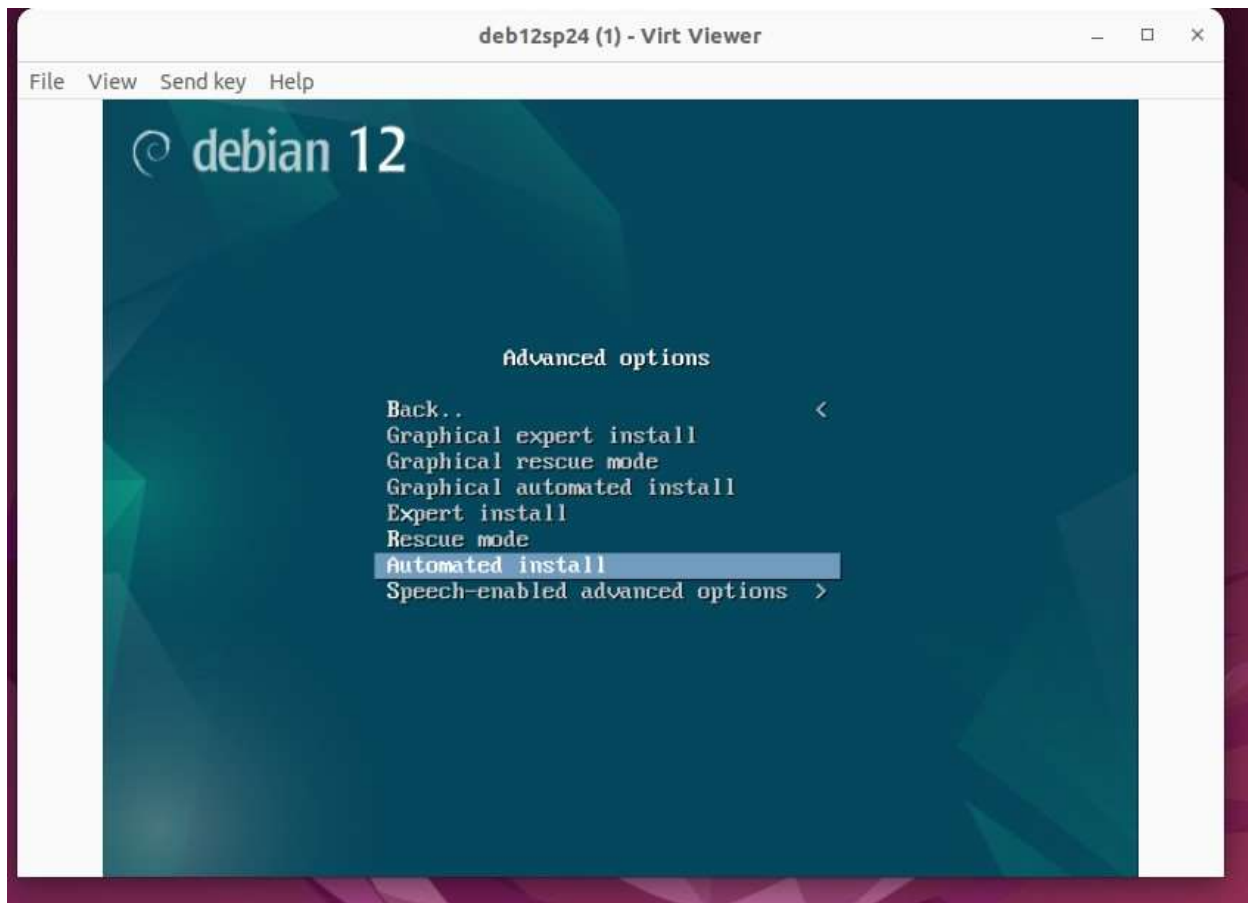 deb12sp24 (1) - Virt Viewer
File View Send key Help
debian 12
Advanced options
Back.. <
Graphical expert install
Graphical rescue mode
Graphical automated install
Expert install
Rescue mode
Automated install
Speech-enabled advanced options >